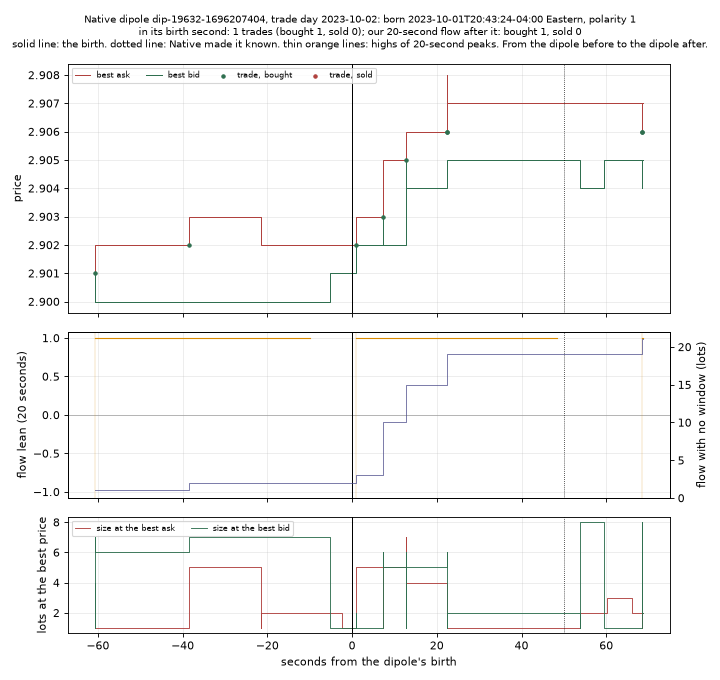 Native dipole dip-19632-1696207404, trade day 2023-10-02: born 2023-10-01T20:43:24-04:00 Eastern, polarity 1
in its birth second: 1 trades (bought 1, sold 0); our 20-second flow after it: bought 1, sold 0
solid line: the birth. dotted line: Native made it known. thin orange lines: highs of 20-second peaks. From the dipole before to the dipole after.
best ask
best bid
trade, bought
trade, sold
2.908
2.907
2.906
2.905
2.904
2.903
2.902
2.901
2.900
price
1.0
0.5
0.0
−0.5
−1.0
flow lean (20 seconds)
20
15
10
5
0
flow with no window (lots)
size at the best ask
size at the best bid
8
6
4
2
lots at the best price
−60
−40
−20
0
20
40
60
seconds from the dipole's birth